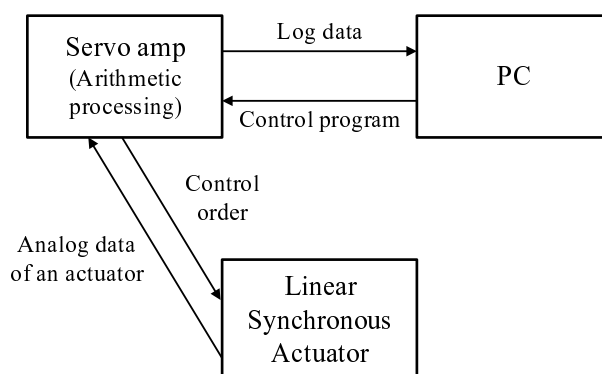 Servo amp
(Arithmetic
processing)
Log data
PC
Control program
Control
order
Analog data
of an actuator
Linear
Synchronous
Actuator